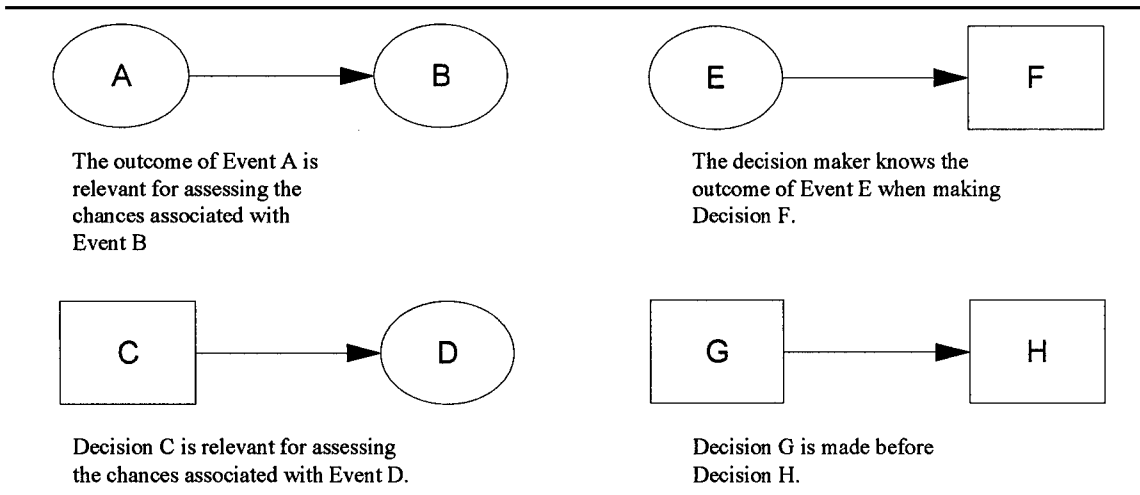 A
B
The outcome of Event A is
relevant for assessing the
chances associated with
Event B
E
F
The decision maker knows the
outcome of Event E when making
Decision F.
C
D
Decision C is relevant for assessing
the chances associated with Event D.
G
H
Decision G is made before
Decision H.